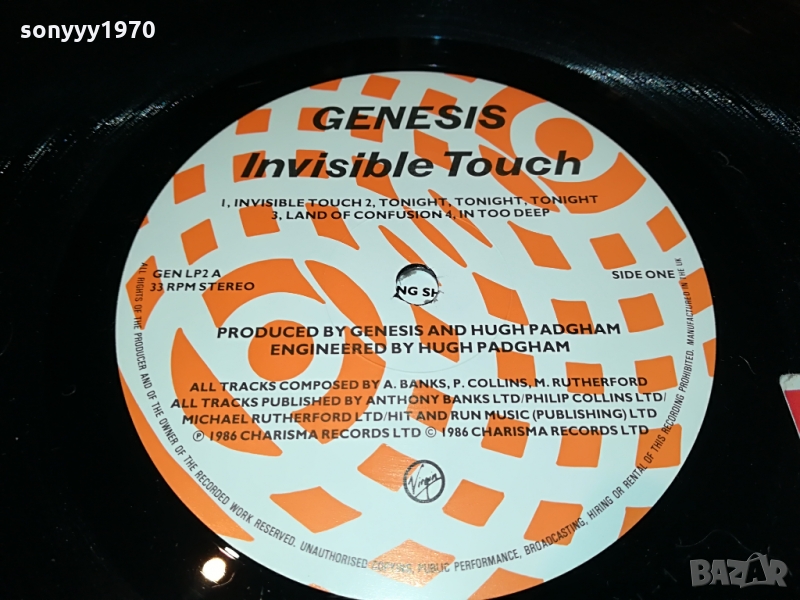 sonyyy1970
GENESIS
Invisible Touch
1, INVISIBLE TOUCH 2, TONIGHT, TONIGHT, TONIGHT
3, LAND OF CONFUSION 4, IN TOO DEEP
GEN LP2 A
33 RPM STEREO
NG SH
SIDE ONE
PRODUCED BY GENESIS AND HUGH PADGHAM
ENGINEERED BY HUGH PADGHAM
ALL TRACKS COMPOSED BY A. BANKS, P. COLLINS, M. RUTHERFORD
ALL TRACKS PUBLISHED BY ANTHONY BANKS LTD/PHILIP COLLINS LTD/
MICHAEL RUTHERFORD LTD/HIT AND RUN MUSIC (PUBLISHING) LTD
℗ 1986 CHARISMA RECORDS LTD © 1986 CHARISMA RECORDS LTD
Virgin
ALL RIGHTS OF THE PRODUCER AND OF THE OWNER OF THE RECORDED WORK RESERVED. UNAUTHORISED COPYING, PUBLIC PERFORMANCE, BROADCASTING, HIRING OR RENTAL OF THIS RECORDING PROHIBITED. MANUFACTURED IN THE UK
BAZAR